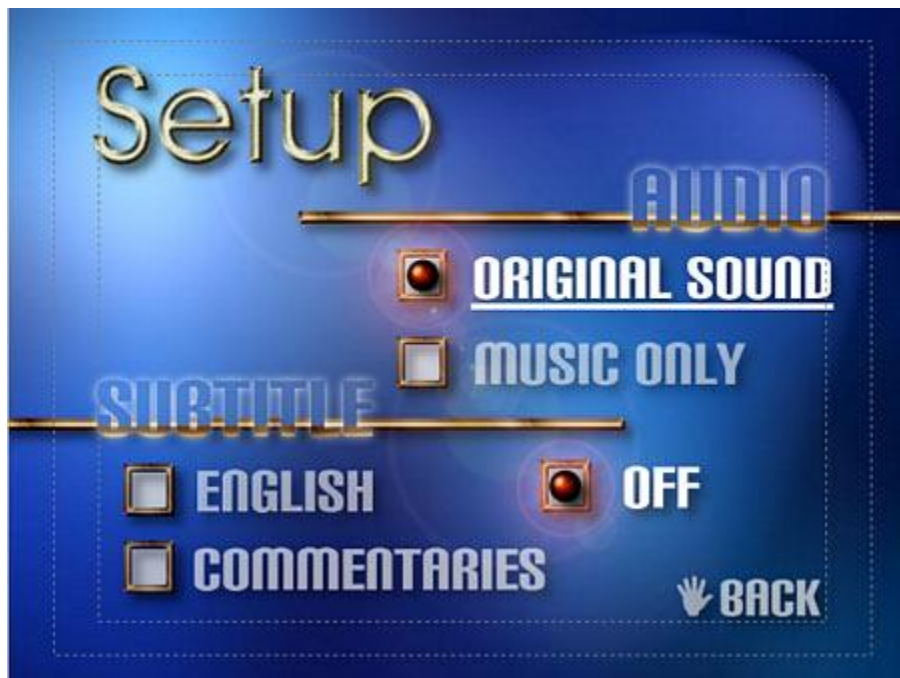 Setup
AUDIO
ORIGINAL SOUND
MUSIC ONLY
SUBTITLE
ENGLISH
OFF
COMMENTARIES
BACK